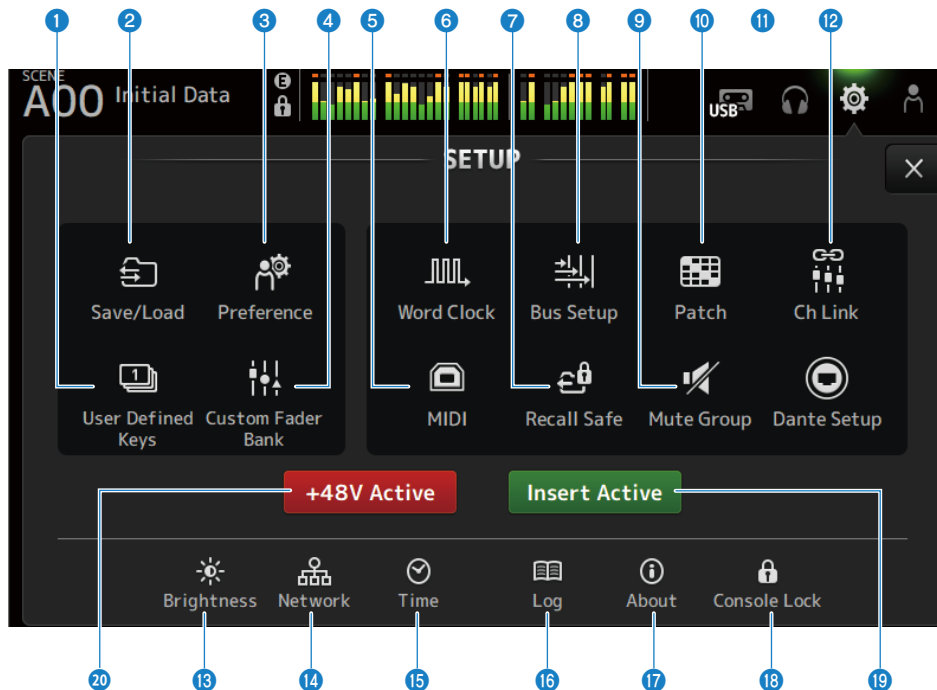 1 2 3 4 5 6 7 8 9 10 11 12
SCENE
A00 Initial Data
E
USB
SETUP
Save/Load Preference Word Clock Bus Setup Patch Ch Link
1
User Defined Keys Custom Fader Bank MIDI Recall Safe Mute Group Dante Setup
+48V Active Insert Active
Brightness Network Time Log About Console Lock
20 13 14 15 16 17 18 19